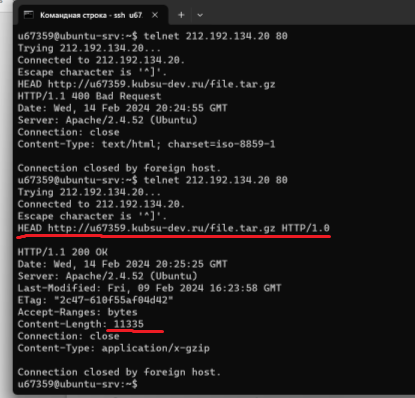 Командная строка - ssh u67
u67359@ubuntu-srv:~$ telnet 212.192.134.20 80
Trying 212.192.134.20...
Connected to 212.192.134.20.
Escape character is '^]'.
HEAD http://u67359.kubsu-dev.ru/file.tar.gz
HTTP/1.1 400 Bad Request
Date: Wed, 14 Feb 2024 20:24:55 GMT
Server: Apache/2.4.52 (Ubuntu)
Connection: close
Content-Type: text/html; charset=iso-8859-1
Connection closed by foreign host.
u67359@ubuntu-srv:~$ telnet 212.192.134.20 80
Trying 212.192.134.20...
Connected to 212.192.134.20.
Escape character is '^]'.
HEAD http://u67359.kubsu-dev.ru/file.tar.gz HTTP/1.0
HTTP/1.1 200 OK
Date: Wed, 14 Feb 2024 20:25:25 GMT
Server: Apache/2.4.52 (Ubuntu)
Last-Modified: Fri, 09 Feb 2024 16:23:58 GMT
ETag: "2c47-610f55af04d42"
Accept-Ranges: bytes
Content-Length: 11335
Connection: close
Content-Type: application/x-gzip
Connection closed by foreign host.
u67359@ubuntu-srv:~$